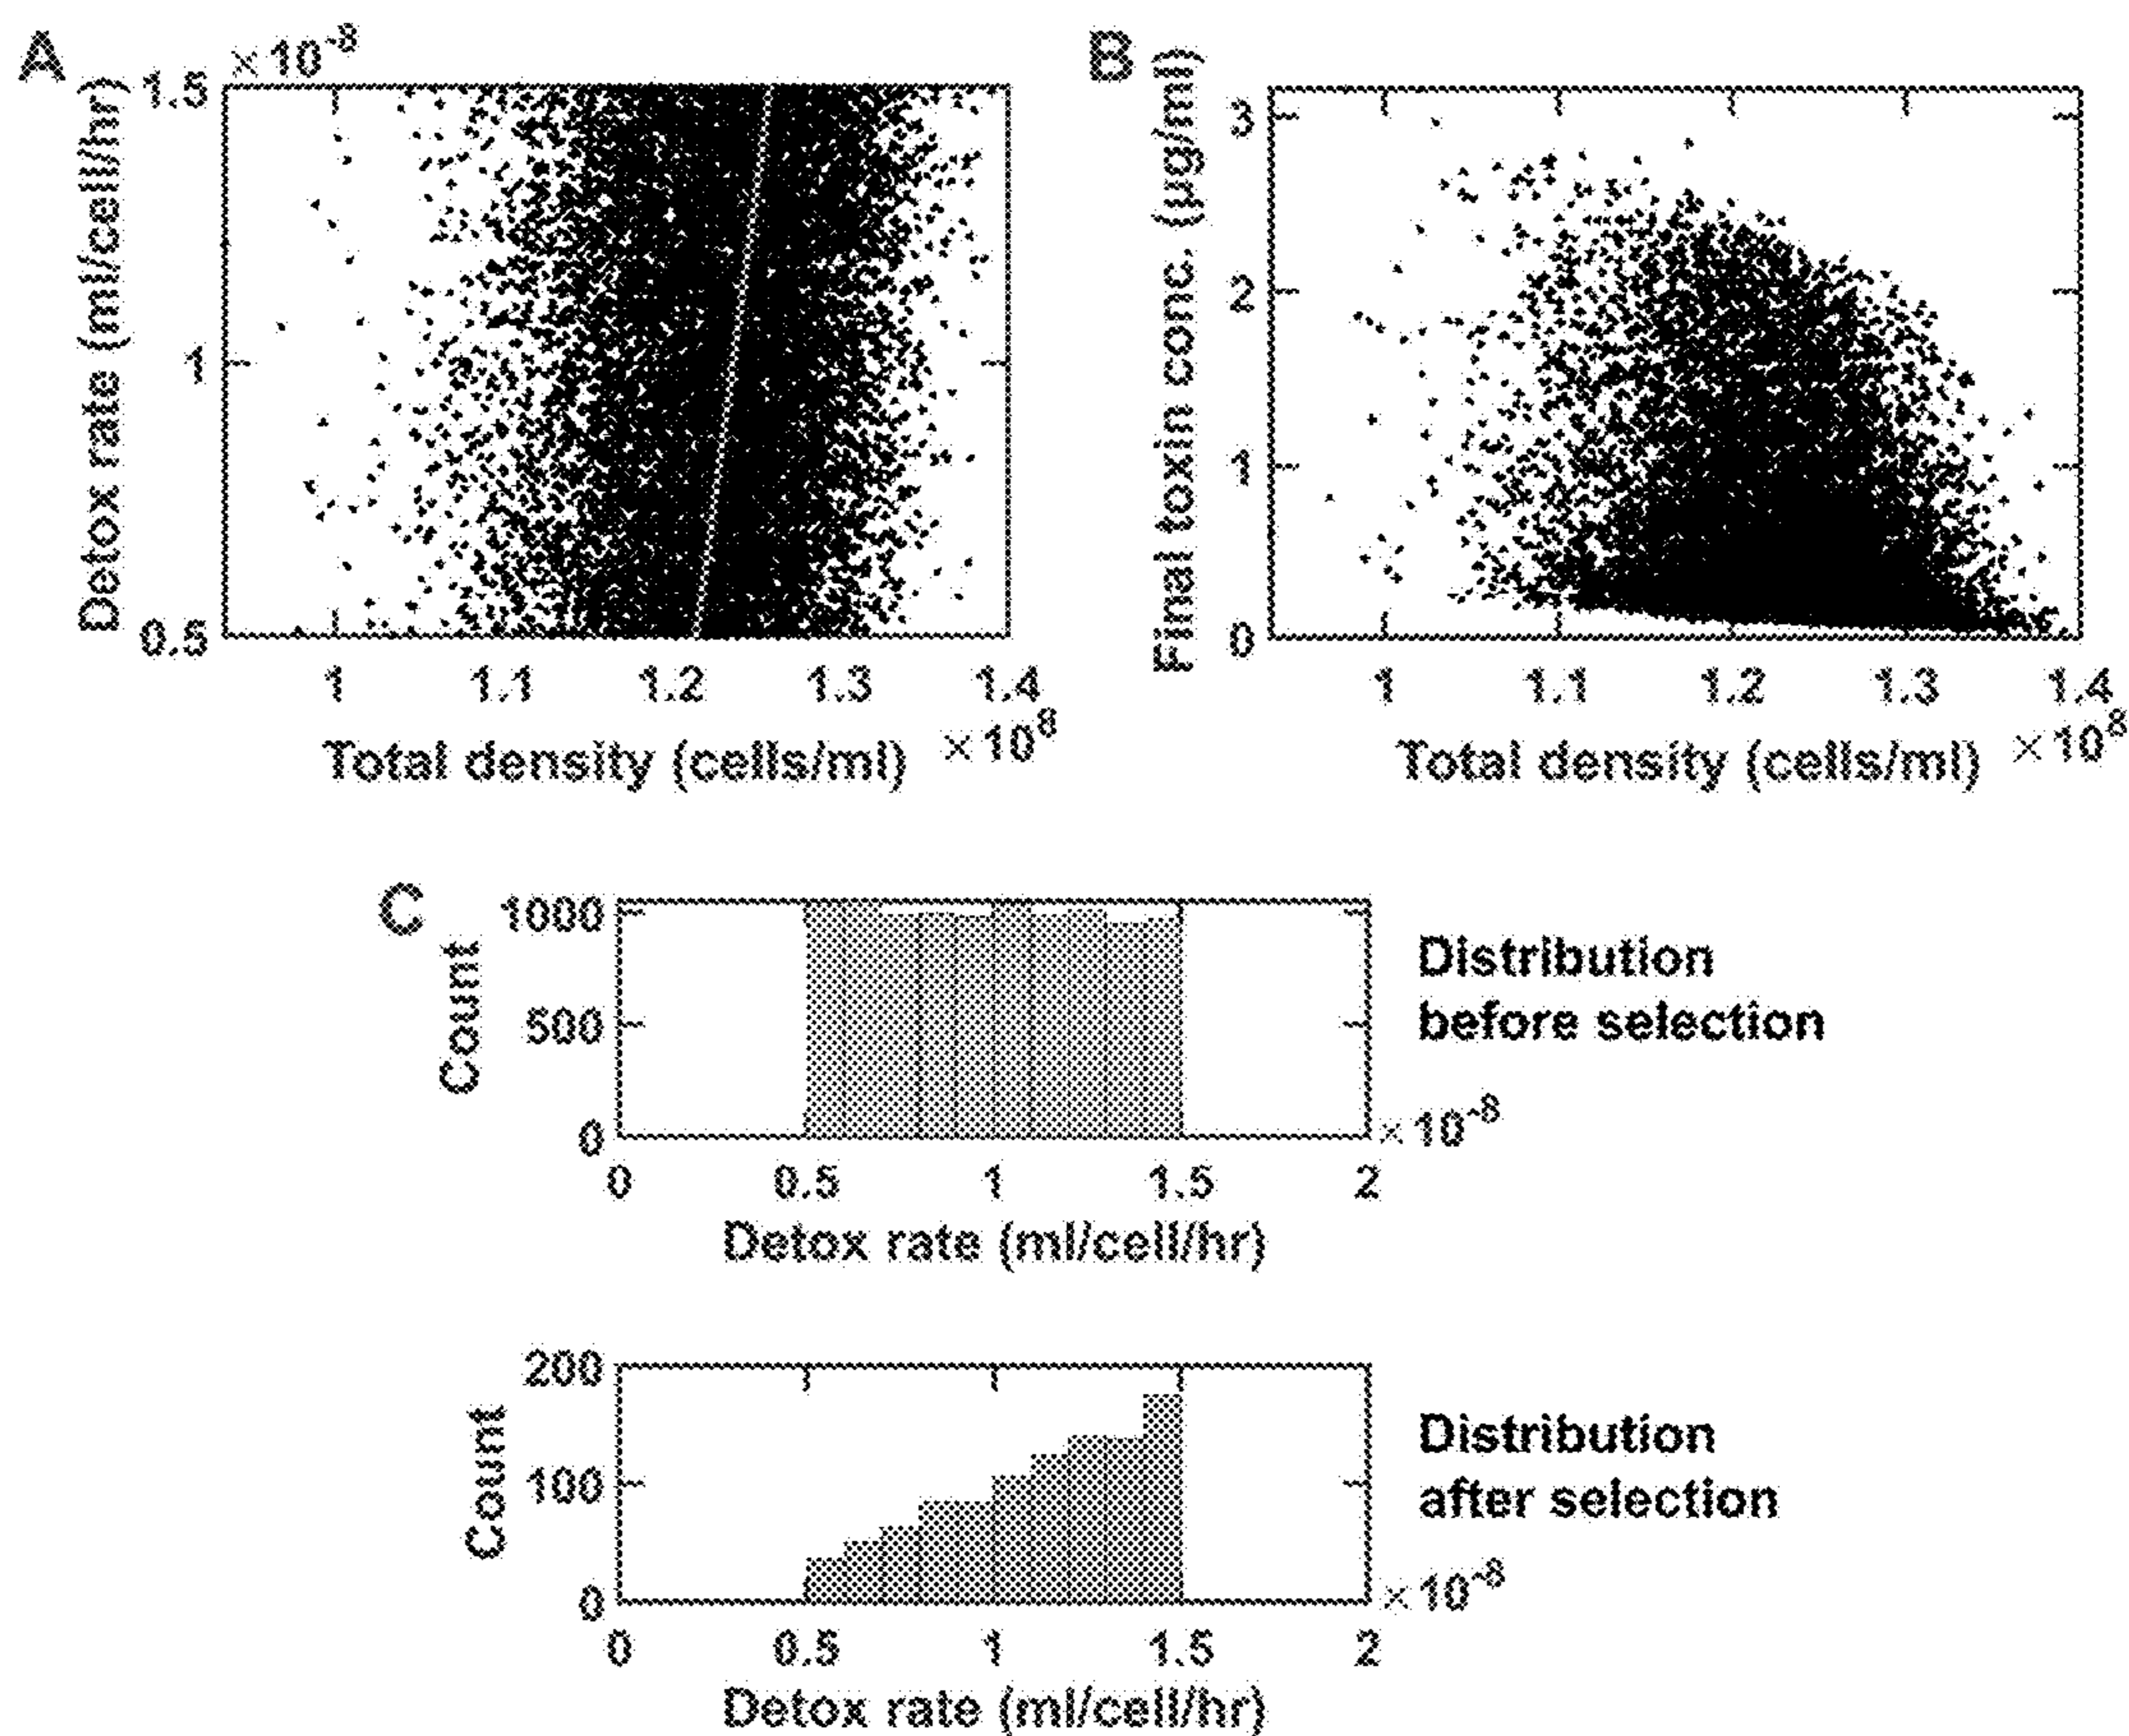 A
×10-8
Detox rate (ml/cell/hr)
1.5
1
0.5
1
1.1
1.2
1.3
1.4
Total density (cells/ml)
×108
B
Final toxin conc. (µg/ml)
3
2
1
0
1
1.1
1.2
1.3
1.4
Total density (cells/ml)
×108
C
Count
1000
500
0
0
0.5
1
1.5
2
×10-8
Detox rate (ml/cell/hr)
Distribution
before selection
Count
200
100
0
0
0.5
1
1.5
2
×10-8
Detox rate (ml/cell/hr)
Distribution
after selection